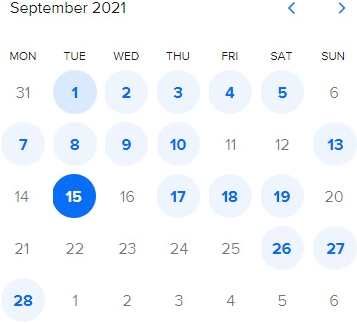 September 2021
MON TUE WED THU FRI SAT SUN
31 1 2 3 4 5 6
7 8 9 10 11 12 13
14 15 16 17 18 19 20
21 22 23 24 25 26 27
28 1 2 3 4 5 6